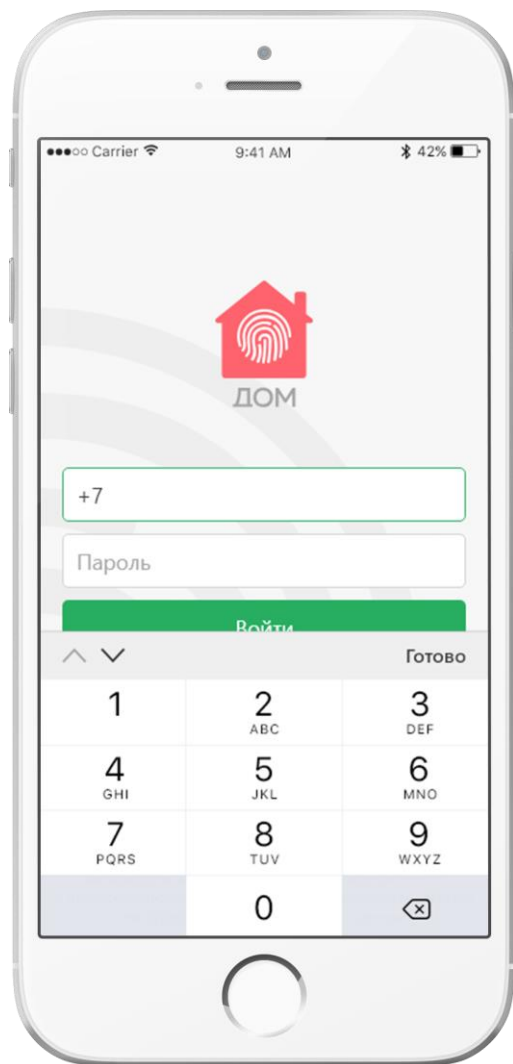 Carrier 9:41 AM 42%
ДОМ
+7
Пароль
Войти
Готово
1 2 3
ABC DEF
4 5 6
GHI JKL MNO
7 8 9
PQRS TUV WXYZ
0